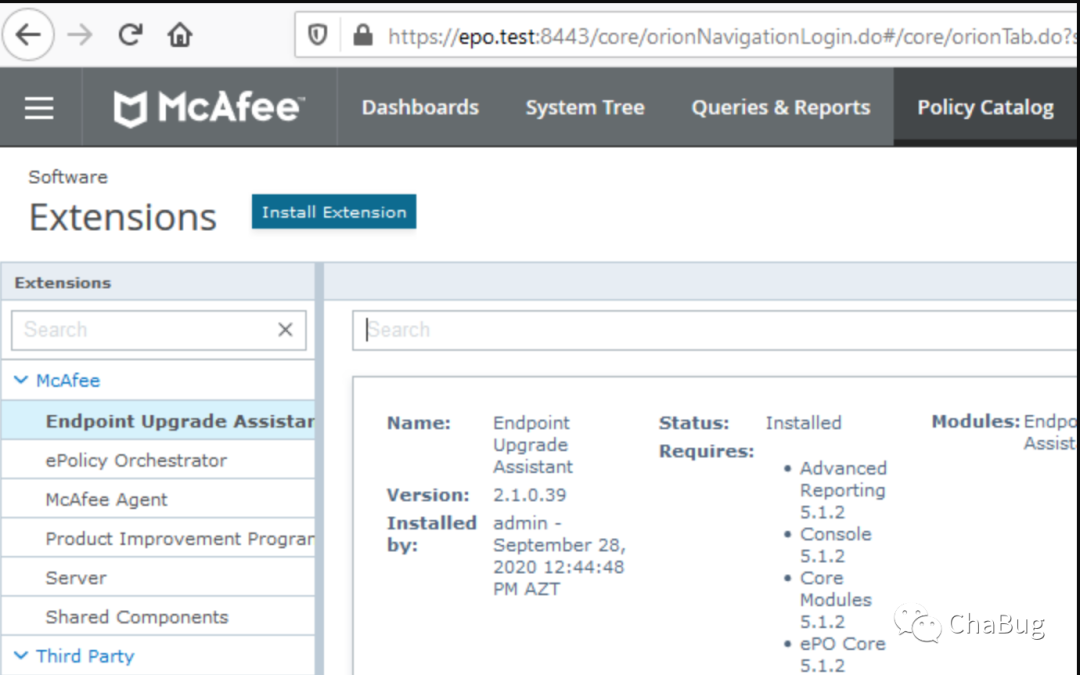 https://epo.test:8443/core/orionNavigationLogin.do#/core/orionTab.do?s
McAfee™ Dashboards System Tree Queries & Reports Policy Catalog
Software
Extensions Install Extension
Extensions
Search
Search
McAfee
Endpoint Upgrade Assistan
ePolicy Orchestrator
McAfee Agent
Product Improvement Program
Server
Shared Components
Third Party
Name: Endpoint
Upgrade
Assistant
Version: 2.1.0.39
Installed admin -
by: September 28,
2020 12:44:48
PM AZT
Status: Installed
Requires:
• Advanced
Reporting
5.1.2
• Console
5.1.2
• Core
Modules
5.1.2
• ePO Core
5.1.2
Modules: Endpo
Assist
ChaBug